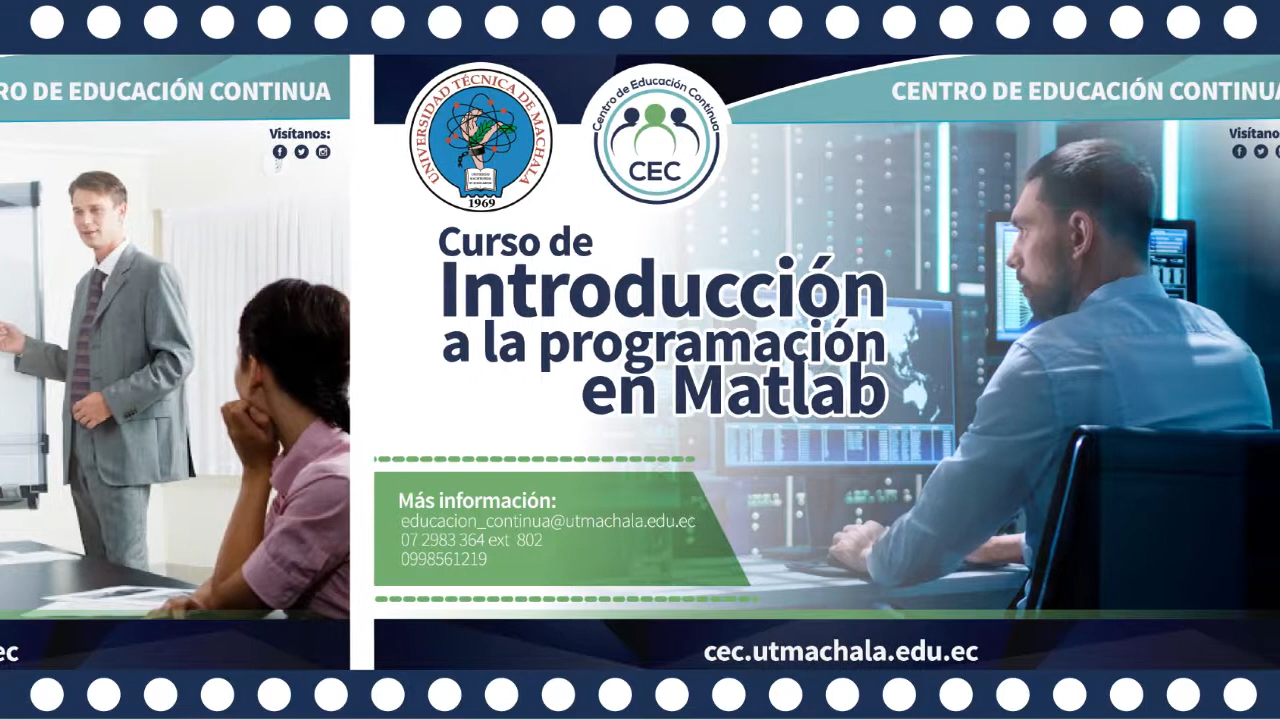 RO DE EDUCACIÓN CONTINUA
Visítanos:
ec
UNIVERSIDAD TÉCNICA DE MACHALA
1969
Centro de Educación Continua
CEC
CENTRO DE EDUCACIÓN CONTINUA
Visítano
Curso de
Introducción
a la programación
en Matlab
Más información:
educacion_continua@utmachala.edu.ec
07 2983 364 ext 802
0998561219
cec.utmachala.edu.ec